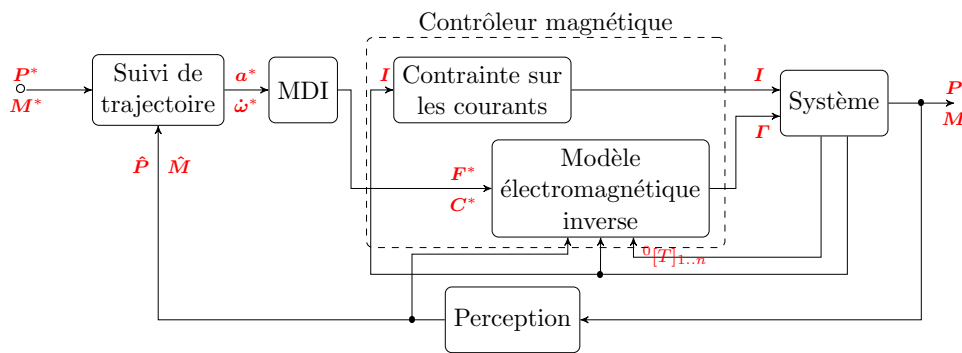 Contrôleur magnétique
P*
M*
Suivi de
trajectoire
a*
ω̇*
MDI
I
Contrainte sur
les courants
I
Γ
Système
P
M
P̂ M̂
F*
C*
Modèle
électromagnétique
inverse
⁰[T]₁..ₙ
Perception